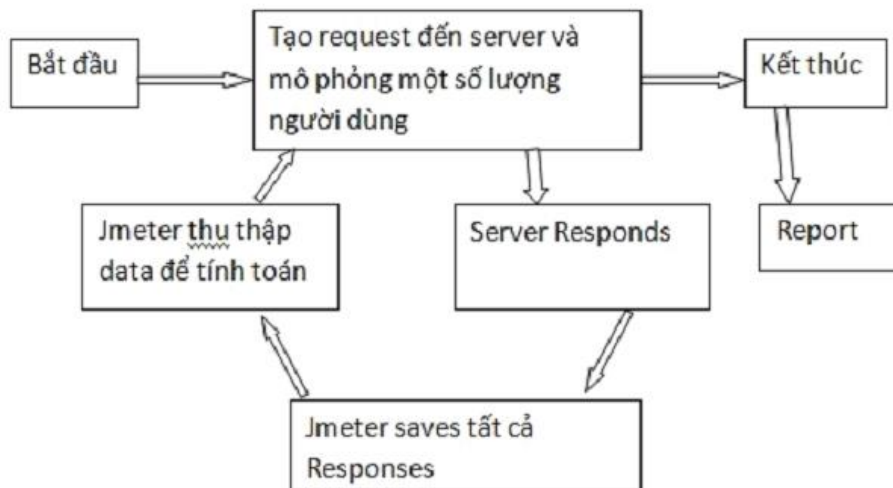 Bắt đầu
Tạo request đến server và
mô phỏng một số lượng
người dùng
Kết thúc
Jmeter thu thập
data để tính toán
Server Responds
Report
Jmeter saves tất cả
Responses